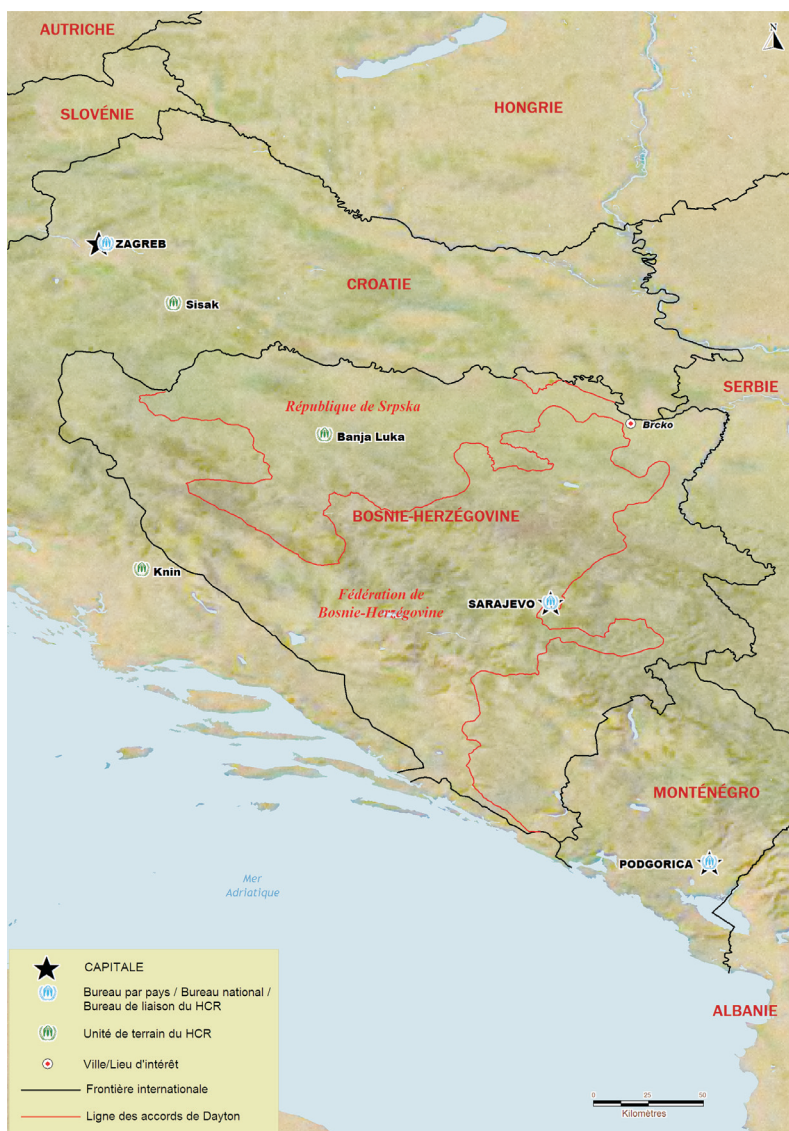 AUTRICHE
N
SLOVÉNIE
HONGRIE
ZAGREB
CROATIE
Sisak
SERBIE
République de Srpska
Brcko
Banja Luka
BOSNIE-HERZÉGOVINE
Knin
Fédération de
Bosnie-Herzégovine
SARAJEVO
MONTÉNÉGRO
PODGORICA
Mer
Adriatique
ALBANIE
CAPITALE
Bureau par pays / Bureau national /
Bureau de liaison du HCR
Unité de terrain du HCR
Ville/Lieu d'intérêt
Frontière internationale
Ligne des accords de Dayton
0 25 50
Kilomètres